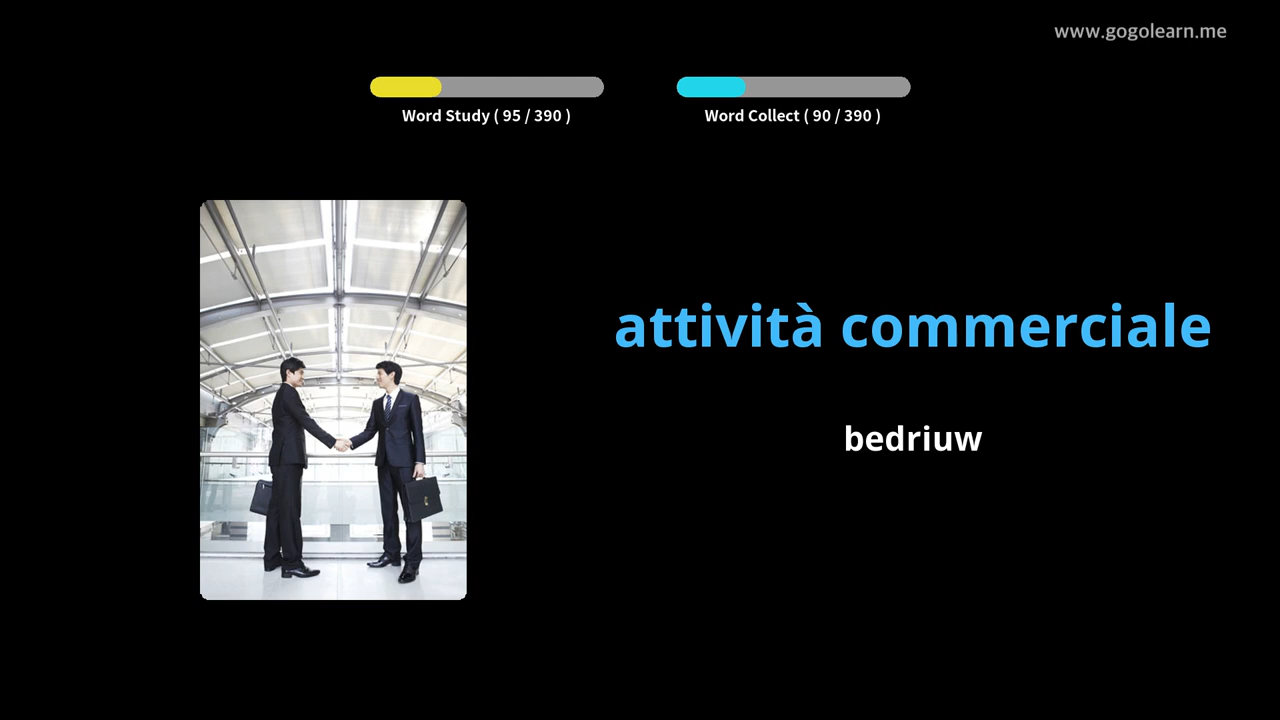 www.gogolearn.me
Word Study ( 95 / 390 )
Word Collect ( 90 / 390 )
attività commerciale
bedriuw